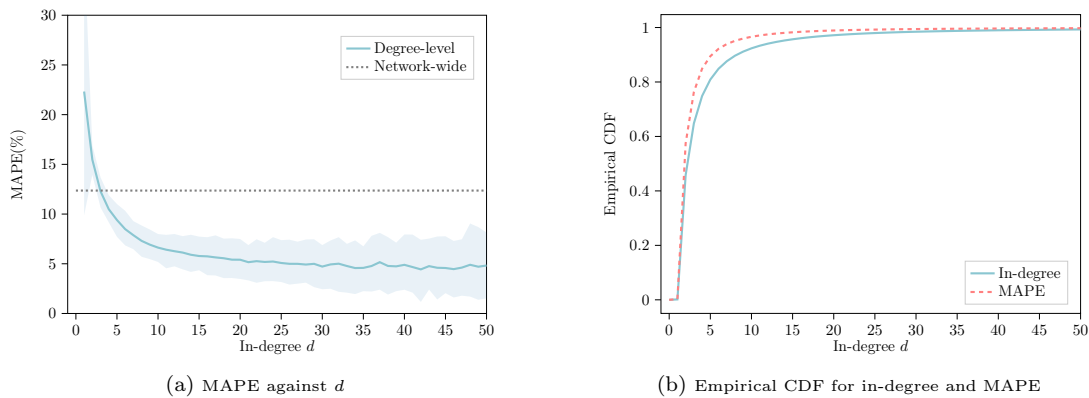 30
25
20
15
10
5
0
MAPE(%)
Degree-level
Network-wide
0 5 10 15 20 25 30 35 40 45 50
In-degree d
(a) MAPE against d
1
0.8
0.6
0.4
0.2
0
Empirical CDF
In-degree
MAPE
0 5 10 15 20 25 30 35 40 45 50
In-degree d
(b) Empirical CDF for in-degree and MAPE